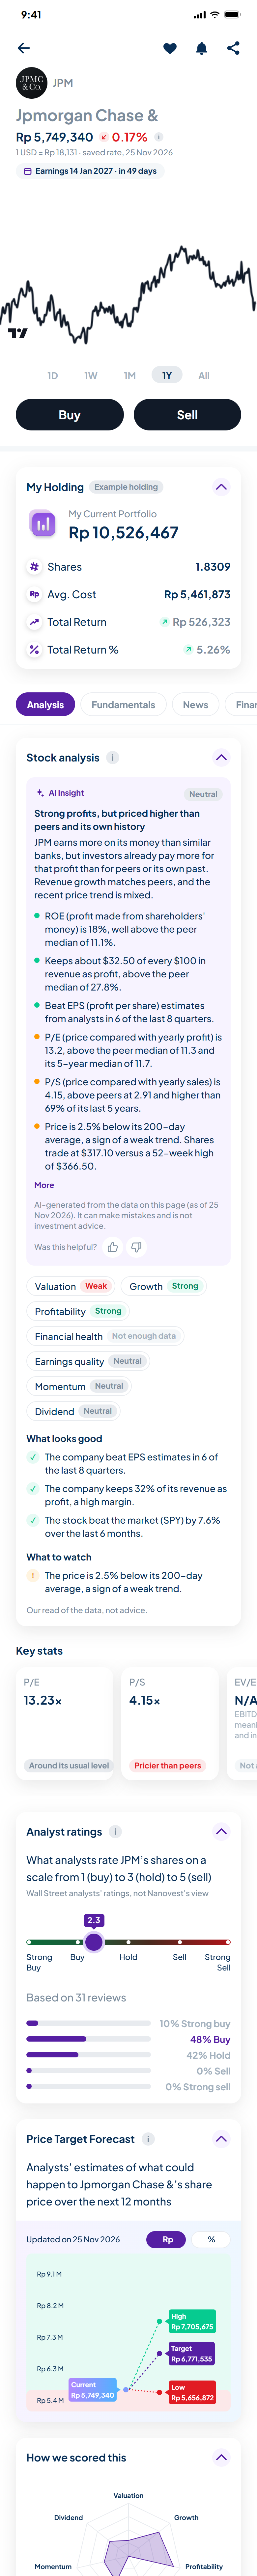 9:41
JPMC
& CO.
JPM
Jpmorgan Chase &
Rp 5,749,340 0.17% i
1 USD = Rp 18,131 · saved rate, 25 Nov 2026
Earnings 14 Jan 2027 · in 49 days
1D 1W 1M 1Y All
Buy Sell
My Holding Example holding
My Current Portfolio
Rp 10,526,467
Shares 1.8309
Rp Avg. Cost Rp 5,461,873
Total Return Rp 526,323
Total Return % 5.26%
Analysis Fundamentals News Finan
Stock analysis i
AI Insight Neutral
Strong profits, but priced higher than
peers and its own history
JPM earns more on its money than similar
banks, but investors already pay more for
that profit than for peers or its own past.
Revenue growth matches peers, and the
recent price trend is mixed.
ROE (profit made from shareholders'
money) is 18%, well above the peer
median of 11.1%.
Keeps about $32.50 of every $100 in
revenue as profit, above the peer
median of 27.8%.
Beat EPS (profit per share) estimates
from analysts in 6 of the last 8 quarters.
P/E (price compared with yearly profit) is
13.2, above the peer median of 11.3 and
its 5-year median of 11.7.
P/S (price compared with yearly sales) is
4.15, above peers at 2.91 and higher than
69% of its last 5 years.
Price is 2.5% below its 200-day
average, a sign of a weak trend. Shares
trade at $317.10 versus a 52-week high
of $366.50.
More
AI-generated from the data on this page (as of 25
Nov 2026). It can make mistakes and is not
investment advice.
Was this helpful?
Valuation Weak Growth Strong
Profitability Strong
Financial health Not enough data
Earnings quality Neutral
Momentum Neutral
Dividend Neutral
What looks good
The company beat EPS estimates in 6 of
the last 8 quarters.
The company keeps 32% of its revenue as
profit, a high margin.
The stock beat the market (SPY) by 7.6%
over the last 6 months.
What to watch
! The price is 2.5% below its 200-day
average, a sign of a weak trend.
Our read of the data, not advice.
Key stats
P/E P/S EV/E
13.23× 4.15× N/A
EBITD
meani
and in
Around its usual level Pricier than peers Not a
Analyst ratings i
What analysts rate JPM's shares on a
scale from 1 (buy) to 3 (hold) to 5 (sell)
Wall Street analysts' ratings, not Nanovest's view
2.3
Strong Buy Hold Sell Strong
Buy Sell
Based on 31 reviews
10% Strong buy
48% Buy
42% Hold
0% Sell
0% Strong sell
Price Target Forecast i
Analysts' estimates of what could
happen to Jpmorgan Chase &'s share
price over the next 12 months
Updated on 25 Nov 2026 Rp %
Rp 9.1 M
Rp 8.2 M
High
Rp 7,705,675
Rp 7.3 M
Target
Rp 6,771,535
Rp 6.3 M
Current
Rp 5,749,340
Low
Rp 5,656,872
Rp 5.4 M
How we scored this
Valuation
Dividend Growth
Momentum Profitability